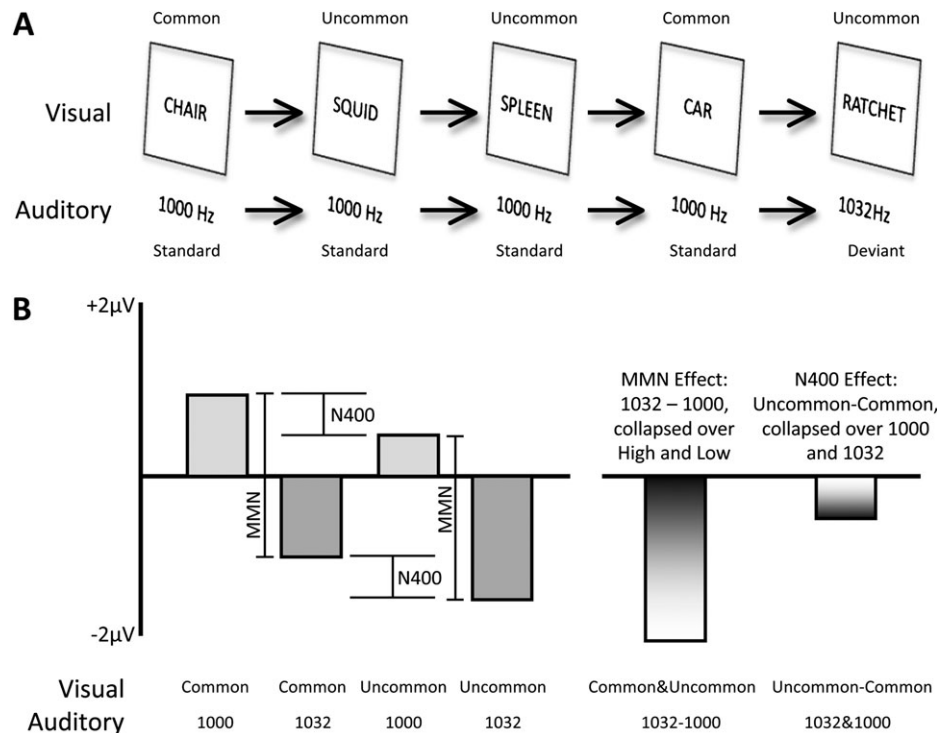 A
Common Uncommon Uncommon Common Uncommon
Visual
CHAIR SQUID SPLEEN CAR RATCHET
Auditory
1000 Hz 1000 Hz 1000 Hz 1000 Hz 1032Hz
Standard Standard Standard Standard Deviant
B
+2µV
MMN Effect:
1032 – 1000,
collapsed over
High and Low
N400 Effect:
Uncommon-Common,
collapsed over 1000
and 1032
N400
MMN
MMN
N400
-2µV
Visual Common Common Uncommon Uncommon Common&Uncommon Uncommon-Common
Auditory 1000 1032 1000 1032 1032-1000 1032&1000